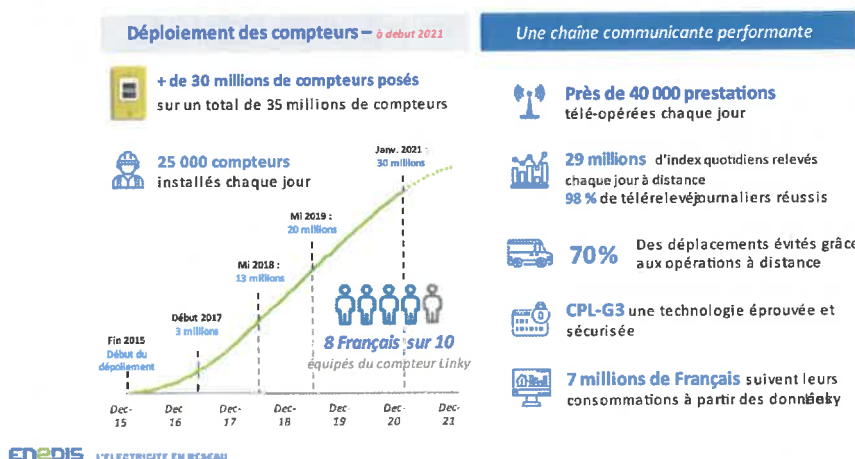 Déploiement des compteurs – à debut 2021
+ de 30 millions de compteurs posés
sur un total de 35 millions de compteurs
25 000 compteurs
installés chaque jour
Janv. 2021 :
30 millions
Mi 2019 :
20 millions
Mi 2018 :
13 millions
Début 2017
3 millions
Fin 2015
Début du
dépoliement
8 Français sur 10
équipés du compteur Linky
Dec-15
Dec 16
Dec-17
Dec-18
Dec-19
Dec-20
Dec-21
Une chaîne communicante performante
Près de 40 000 prestations
télé-opérées chaque jour
29 millions d'index quotidiens relevés
chaque jour à distance
98 % de télérelevé journaliers réussis
70% Des déplacements évités grâce
aux opérations à distance
CPL-G3 une technologie éprouvée et
sécurisée
7 millions de Français suivent leurs
consommations à partir des données
ENEDIS L'ELECTRICITE EN RESEAU